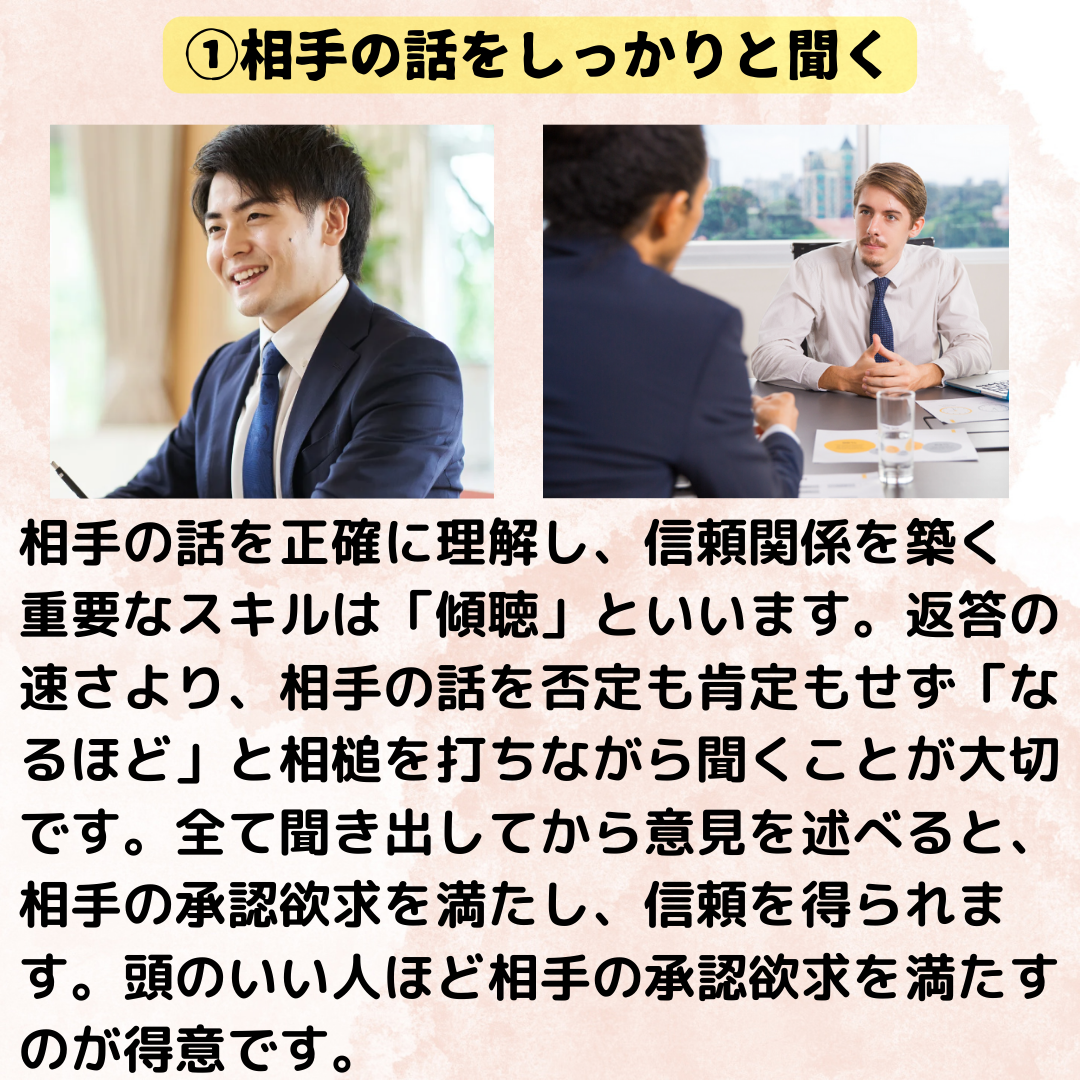 ①相手の話をしっかりと聞く
相手の話を正確に理解し、信頼関係を築く
重要なスキルは「傾聴」といいます。返答の
速さより、相手の話を否定も肯定もせず「な
るほど」と相槌を打ちながら聞くことが大切
です。全て聞き出してから意見を述べると、
相手の承認欲求を満たし、信頼を得られま
す。頭のいい人ほど相手の承認欲求を満たす
のが得意です。